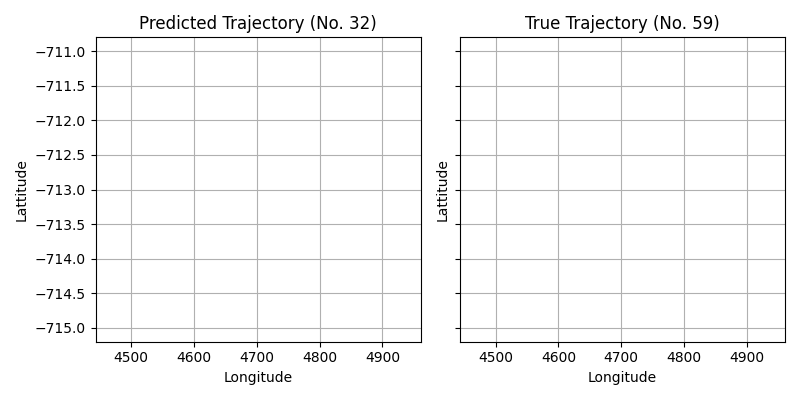 Predicted Trajectory (No. 32)
True Trajectory (No. 59)
Lattitude
−711.0
−711.5
−712.0
−712.5
−713.0
−713.5
−714.0
−714.5
−715.0
4500 4600 4700 4800 4900
Longitude
Lattitude
4500 4600 4700 4800 4900
Longitude